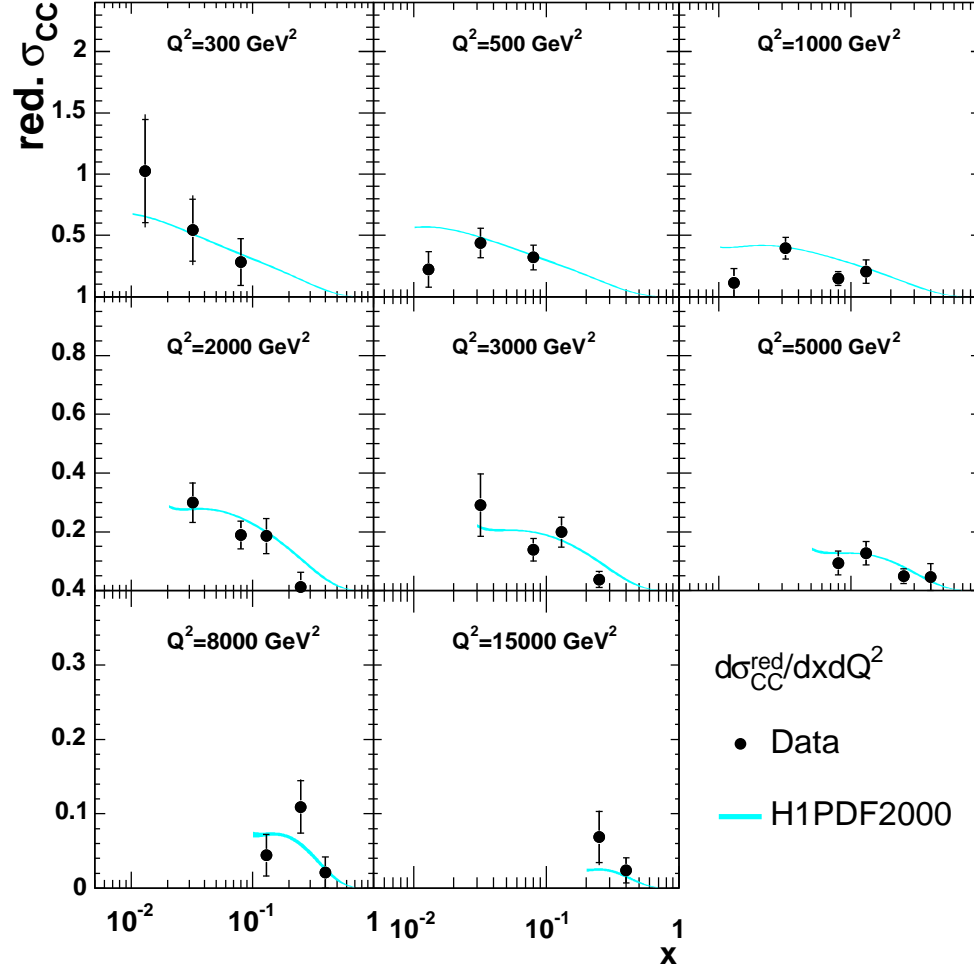 red. σCC
Q²=300 GeV²
Q²=500 GeV²
Q²=1000 GeV²
2
1.5
1
0.5
1
Q²=2000 GeV²
Q²=3000 GeV²
Q²=5000 GeV²
0.8
0.6
0.4
0.2
0.4
Q²=8000 GeV²
Q²=15000 GeV²
0.3
0.2
0.1
0
dσCC^red/dxdQ²
Data
H1PDF2000
10⁻² 10⁻¹ 1 10⁻² 10⁻¹ 1
x